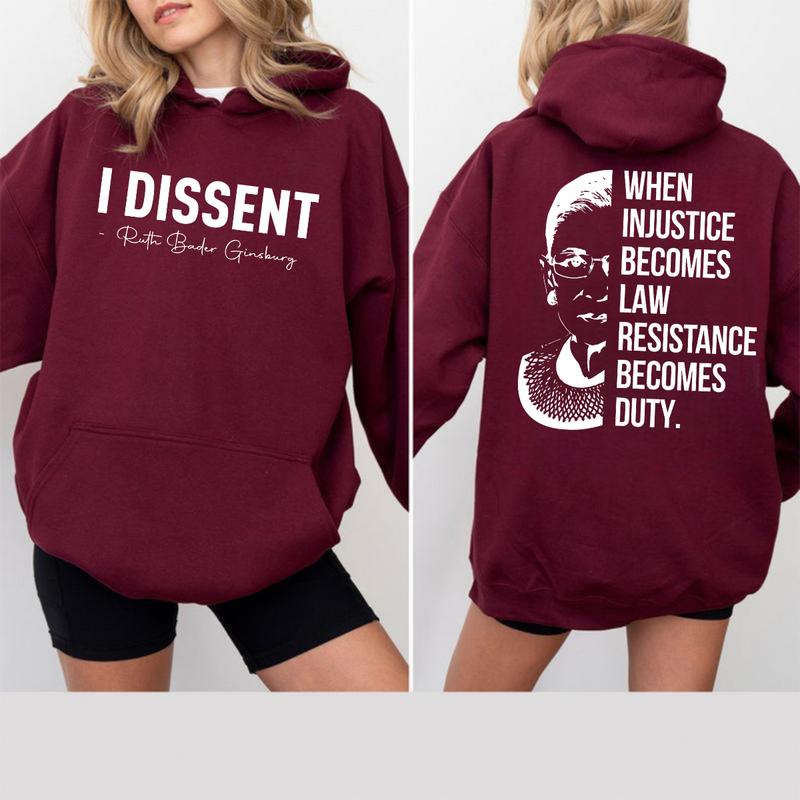 I DISSENT
- Ruth Bader Ginsburg
WHEN
INJUSTICE
BECOMES
LAW
RESISTANCE
BECOMES
DUTY.